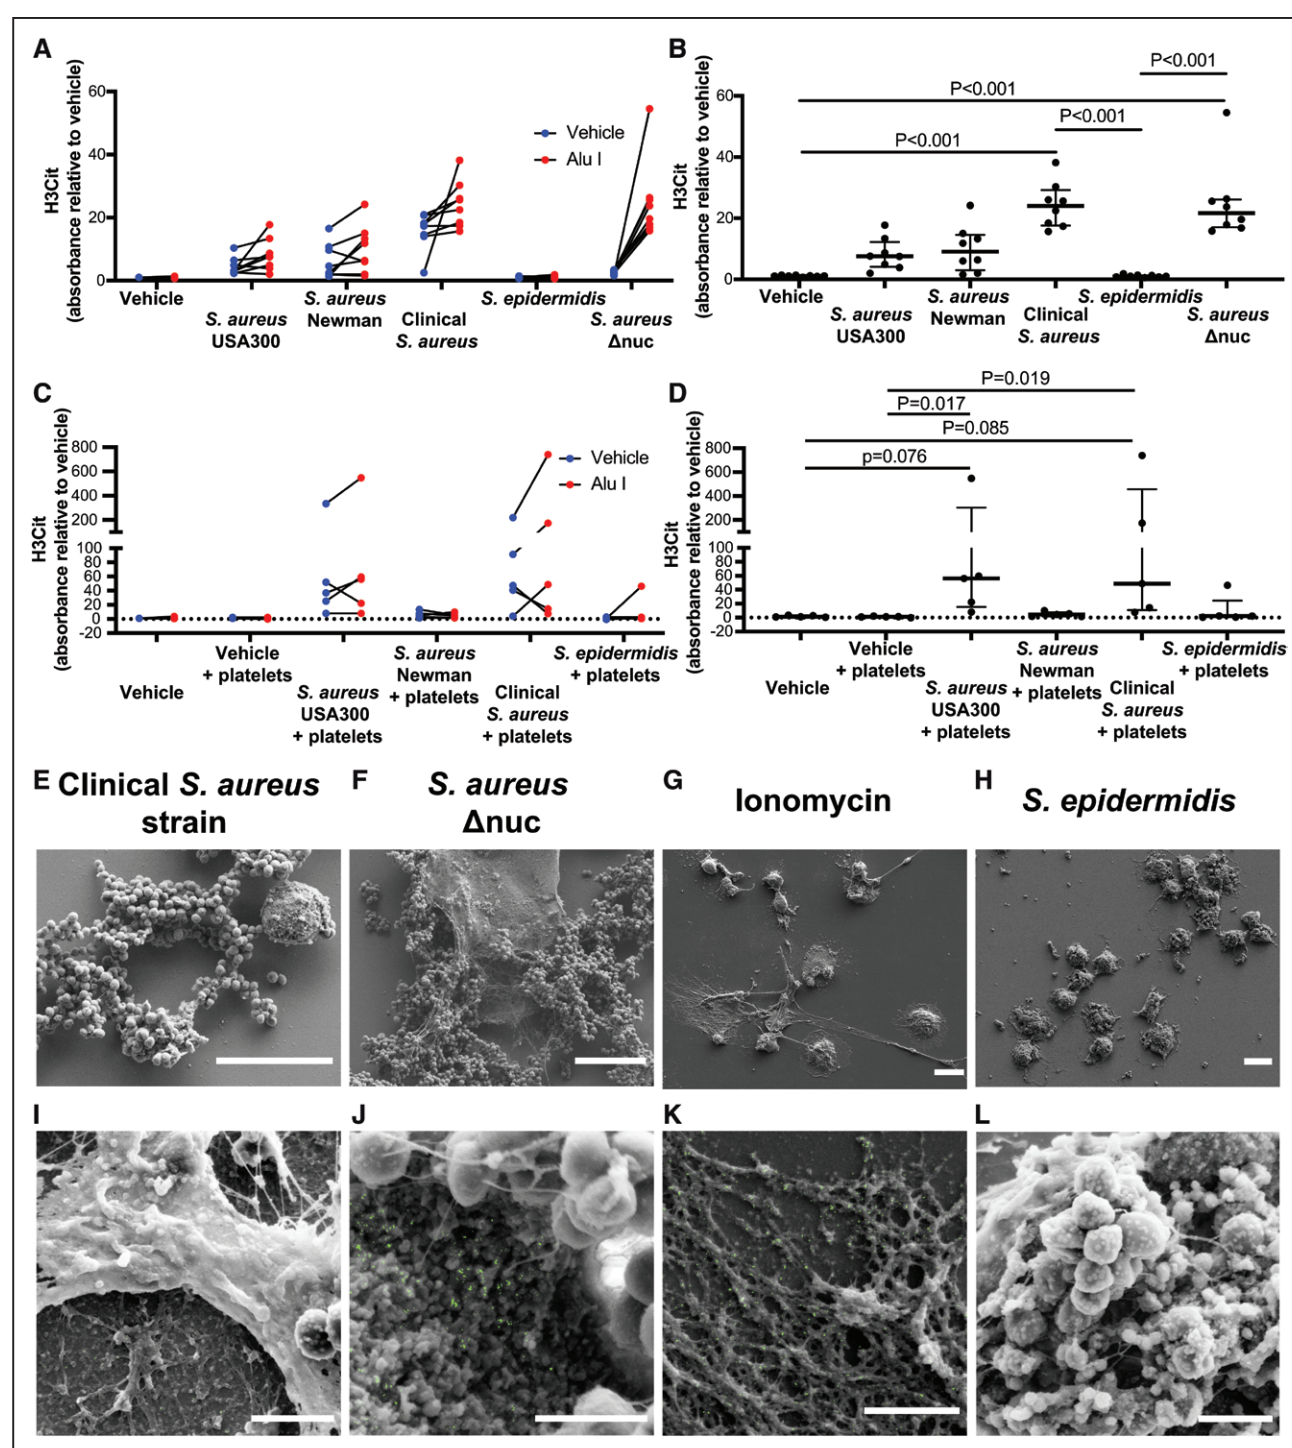 A
H3Cit
(absorbance relative to vehicle)
60
40
20
0
Vehicle
Alu I
Vehicle
S. aureus
USA300
S. aureus
Newman
Clinical
S. aureus
S. epidermidis
S. aureus
Δnuc
B
H3Cit
(absorbance relative to vehicle)
60
40
20
0
P<0.001
P<0.001
P<0.001
P<0.001
Vehicle
S. aureus
USA300
S. aureus
Newman
Clinical
S. aureus
S. epidermidis
S. aureus
Δnuc
C
H3Cit
(absorbance relative to vehicle)
800
600
400
200
100
80
60
40
20
0
-20
Vehicle
Alu I
Vehicle
Vehicle
+ platelets
S. aureus
USA300
+ platelets
S. aureus
Newman
+ platelets
Clinical
S. aureus
+ platelets
S. epidermidis
+ platelets
D
H3Cit
(absorbance relative to vehicle)
800
600
400
200
100
80
60
40
20
0
-20
P=0.019
P=0.017
P=0.085
p=0.076
Vehicle
Vehicle
+ platelets
S. aureus
USA300
+ platelets
S. aureus
Newman
+ platelets
Clinical
S. aureus
+ platelets
S. epidermidis
+ platelets
E Clinical S. aureus
strain
F S. aureus
Δnuc
G Ionomycin
H S. epidermidis
I
J
K
L